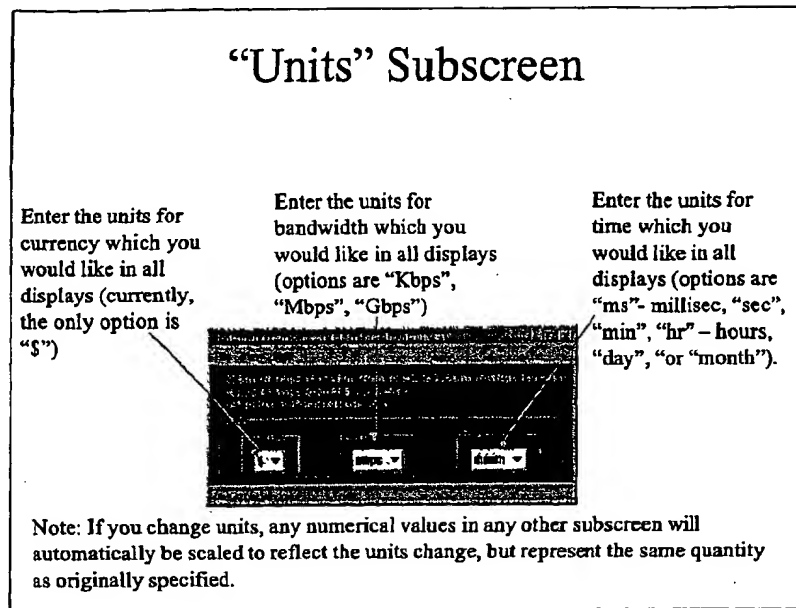 “Units” Subscreen
Enter the units for
currency which you
would like in all
displays (currently,
the only option is
“$”)
Enter the units for
bandwidth which you
would like in all displays
(options are “Kbps”,
“Mbps”, “Gbps”)
Enter the units for
time which you
would like in all
displays (options are
“ms”- millisec, “sec”,
“min”, “hr” – hours,
“day”, “or “month”).
Note: If you change units, any numerical values in any other subscreen will
automatically be scaled to reflect the units change, but represent the same quantity
as originally specified.